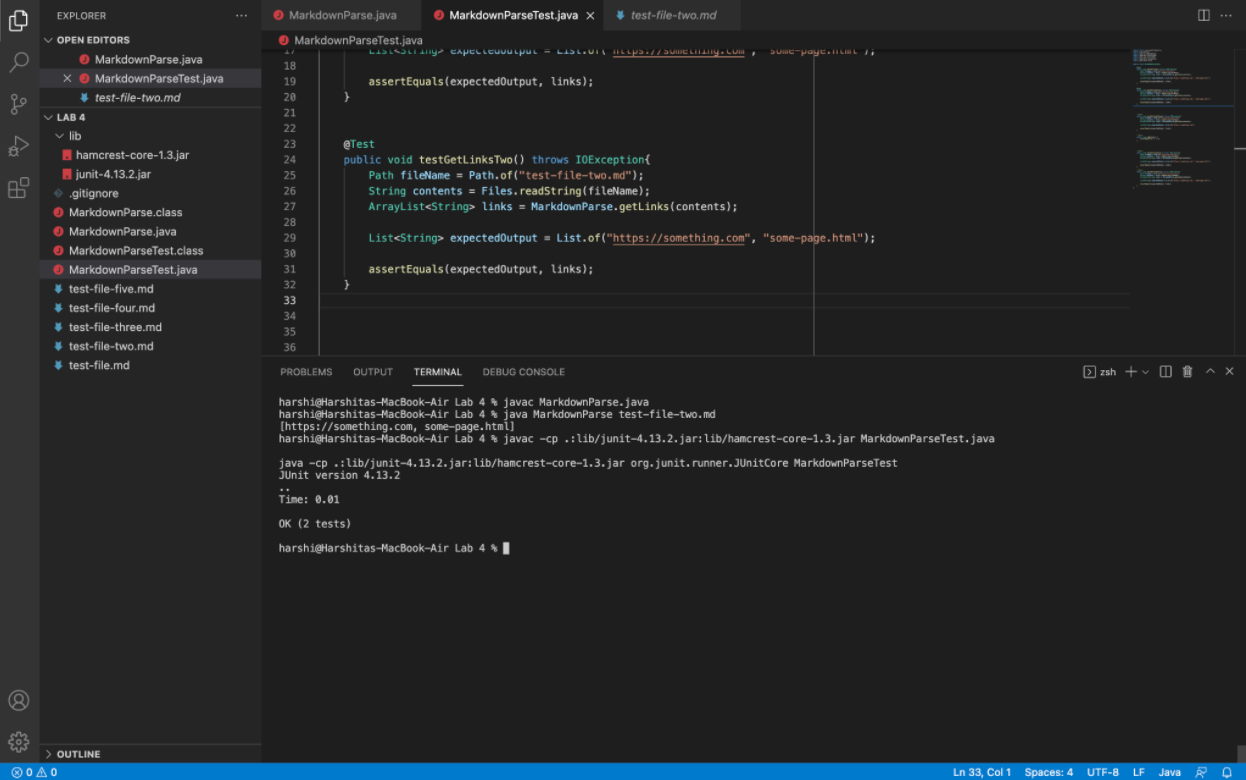 EXPLORER
OPEN EDITORS
MarkdownParse.java
MarkdownParseTest.java
test-file-two.md
LAB 4
lib
hamcrest-core-1.3.jar
junit-4.13.2.jar
.gitignore
MarkdownParse.class
MarkdownParse.java
MarkdownParseTest.class
MarkdownParseTest.java
test-file-five.md
test-file-four.md
test-file-three.md
test-file-two.md
test-file.md
OUTLINE
MarkdownParse.java MarkdownParseTest.java test-file-two.md
MarkdownParseTest.java
17 List<String> expectedOutput = List.of("https://something.com", "some-page.html");
18
19 assertEquals(expectedOutput, links);
20 }
21
22
23 @Test
24 public void testGetLinksTwo() throws IOException{
25 Path fileName = Path.of("test-file-two.md");
26 String contents = Files.readString(fileName);
27 ArrayList<String> links = MarkdownParse.getLinks(contents);
28
29 List<String> expectedOutput = List.of("https://something.com", "some-page.html");
30
31 assertEquals(expectedOutput, links);
32 }
33
34
35
36
PROBLEMS OUTPUT TERMINAL DEBUG CONSOLE zsh
harshi@Harshitas-MacBook-Air Lab 4 % javac MarkdownParse.java
harshi@Harshitas-MacBook-Air Lab 4 % java MarkdownParse test-file-two.md
[https://something.com, some-page.html]
harshi@Harshitas-MacBook-Air Lab 4 % javac -cp .:lib/junit-4.13.2.jar:lib/hamcrest-core-1.3.jar MarkdownParseTest.java
java -cp .:lib/junit-4.13.2.jar:lib/hamcrest-core-1.3.jar org.junit.runner.JUnitCore MarkdownParseTest
JUnit version 4.13.2
..
Time: 0.01
OK (2 tests)
harshi@Harshitas-MacBook-Air Lab 4 %
0 0 Ln 33, Col 1 Spaces: 4 UTF-8 LF Java